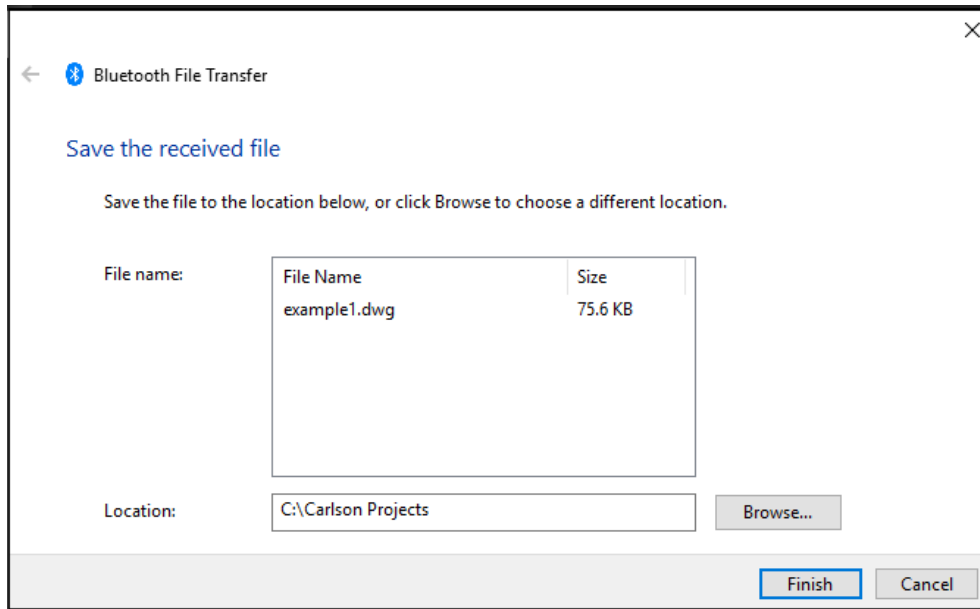 Bluetooth File Transfer
Save the received file
Save the file to the location below, or click Browse to choose a different location.
File name:
File Name Size
example1.dwg 75.6 KB
Location: C:\Carlson Projects Browse...
Finish Cancel